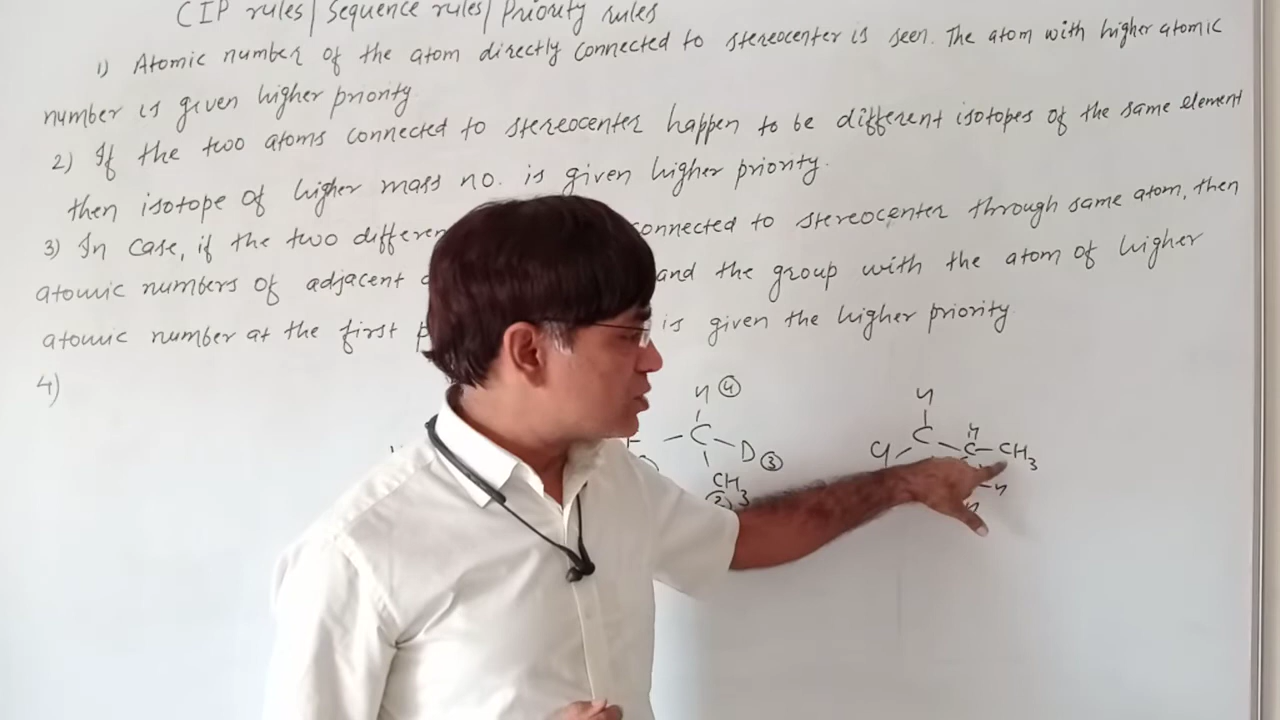 CIP rules/Sequence rules/Priority rules
1) Atomic number of the atom directly connected to stereocenter is seen. The atom with higher atomic
number is given higher priority
2) If the two atoms connected to stereocenter happen to be different isotopes of the same element
then isotope of higher mass no. is given higher priority.
3) In case, if the two connected to stereocenter through same atom, then
atomic numbers of adjacent and the group with the atom of higher
atomic number at the first is given the higher priority
4)
H ④
C
D ③
CH3
②
H
C
H
C CH3
H
H